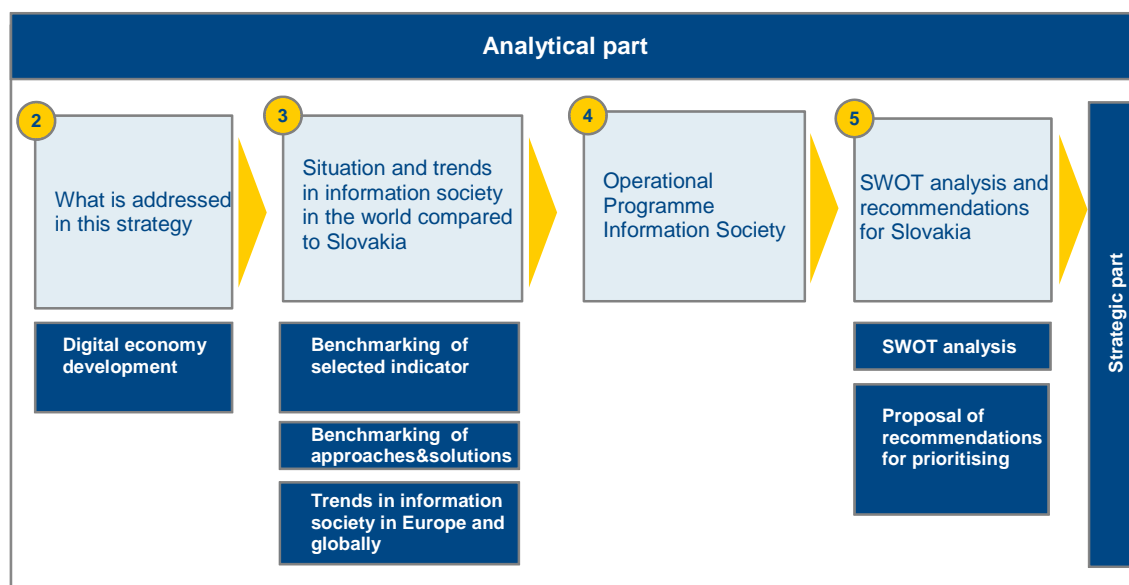 Analytical part
2
What is addressed
in this strategy
Digital economy
development
3
Situation and trends
in information society
in the world compared
to Slovakia
Benchmarking of
selected indicator
Benchmarking of
approaches&solutions
Trends in information
society in Europe and
globally
4
Operational
Programme
Information Society
5
SWOT analysis and
recommendations
for Slovakia
SWOT analysis
Proposal of
recommendations
for prioritising
Strategic part